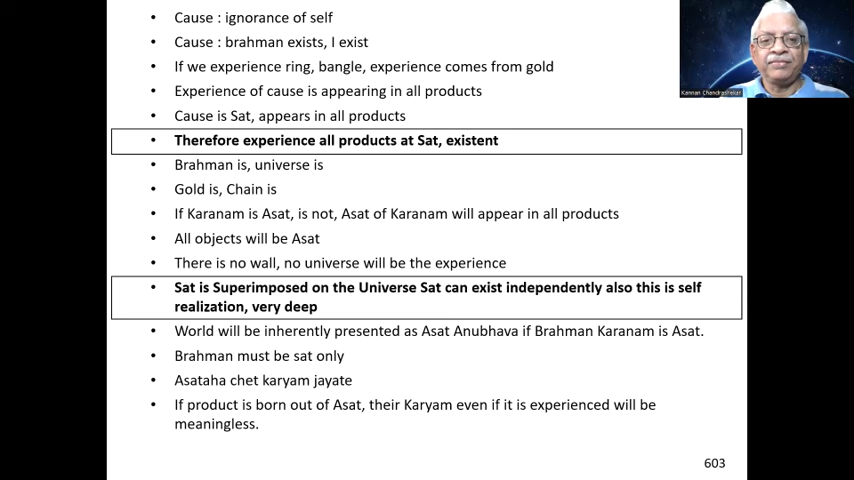 • Cause : ignorance of self
• Cause : brahman exists, I exist
• If we experience ring, bangle, experience comes from gold
• Experience of cause is appearing in all products
• Cause is Sat, appears in all products
• Therefore experience all products at Sat, existent
• Brahman is, universe is
• Gold is, Chain is
• If Karanam is Asat, is not, Asat of Karanam will appear in all products
• All objects will be Asat
• There is no wall, no universe will be the experience
• Sat is Superimposed on the Universe Sat can exist independently also this is self
realization, very deep
• World will be inherently presented as Asat Anubhava if Brahman Karanam is Asat.
• Brahman must be sat only
• Asataha chet karyam jayate
• If product is born out of Asat, their Karyam even if it is experienced will be
meaningless.
603
Kannan Chandrasekar